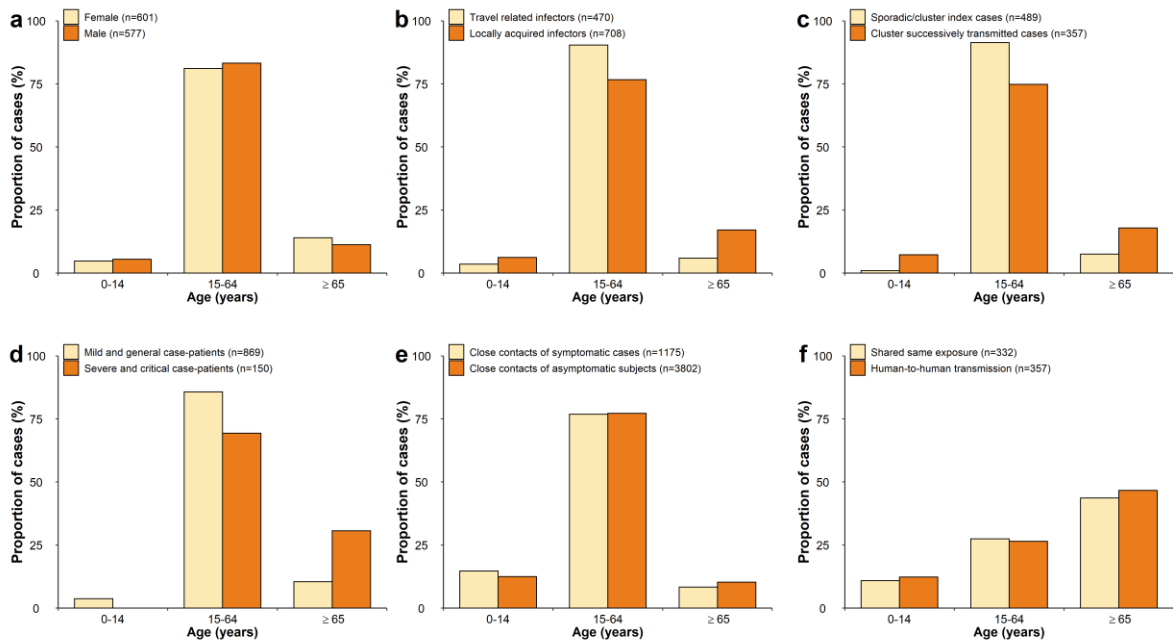 a
Female (n=601)
Male (n=577)
Proportion of cases (%)
100
75
50
25
0
0-14
15-64
≥ 65
Age (years)
b
Travel related infectors (n=470)
Locally acquired infectors (n=708)
Proportion of cases (%)
100
75
50
25
0
0-14
15-64
≥ 65
Age (years)
c
Sporadic/cluster index cases (n=489)
Cluster successively transmitted cases (n=357)
Proportion of cases (%)
100
75
50
25
0
0-14
15-64
≥ 65
Age (years)
d
Mild and general case-patients (n=869)
Severe and critical case-patients (n=150)
Proportion of cases (%)
100
75
50
25
0
0-14
15-64
≥ 65
Age (years)
e
Close contacts of symptomatic cases (n=1175)
Close contacts of asymptomatic subjects (n=3802)
Proportion of cases (%)
100
75
50
25
0
0-14
15-64
≥ 65
Age (years)
f
Shared same exposure (n=332)
Human-to-human transmission (n=357)
Proportion of cases (%)
100
75
50
25
0
0-14
15-64
≥ 65
Age (years)